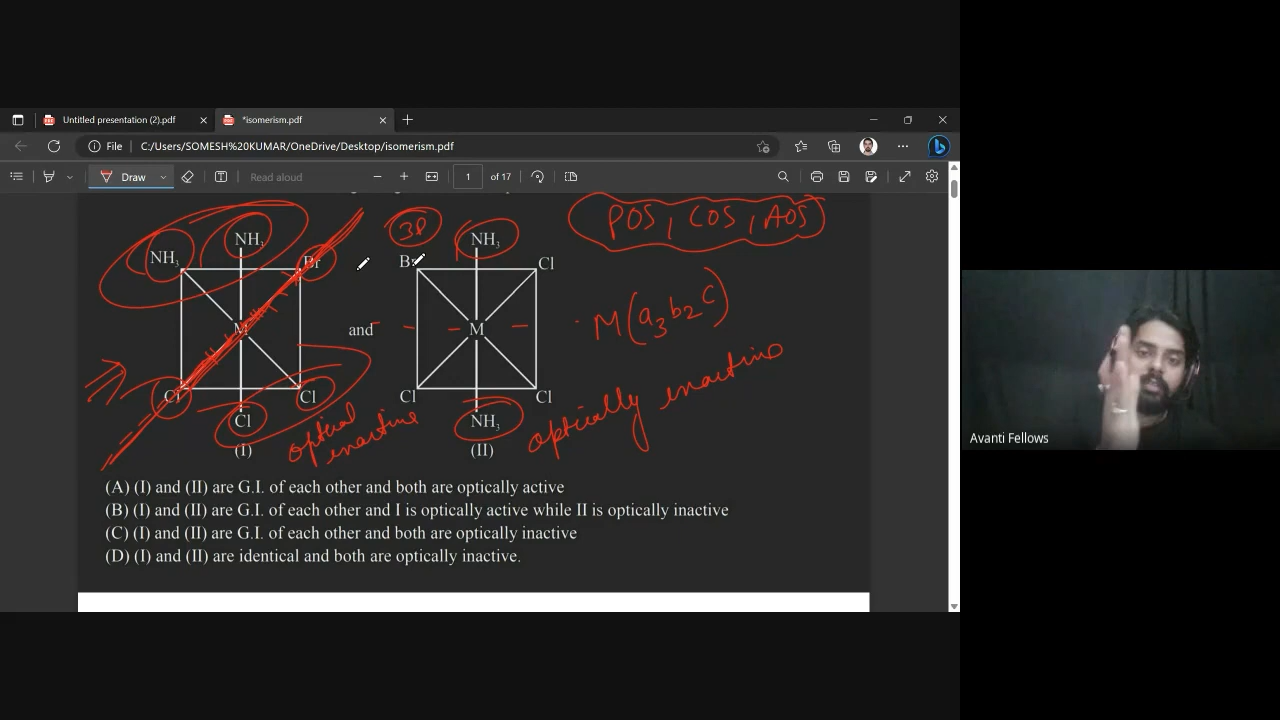 Untitled presentation (2).pdf
*isomerism.pdf
File
C:/Users/SOMESH%20KUMAR/OneDrive/Desktop/isomerism.pdf
Draw
Read aloud
1
of 17
POS, COS, AOS
3P
NH3
NH3
Br
M
Cl
Cl
Cl
(I)
and
NH3
Br
Cl
M
Cl
Cl
NH3
(II)
M(a3b2c)
optical
inactive
optically inactive
(A) (I) and (II) are G.I. of each other and both are optically active
(B) (I) and (II) are G.I. of each other and I is optically active while II is optically inactive
(C) (I) and (II) are G.I. of each other and both are optically inactive
(D) (I) and (II) are identical and both are optically inactive.
Avanti Fellows